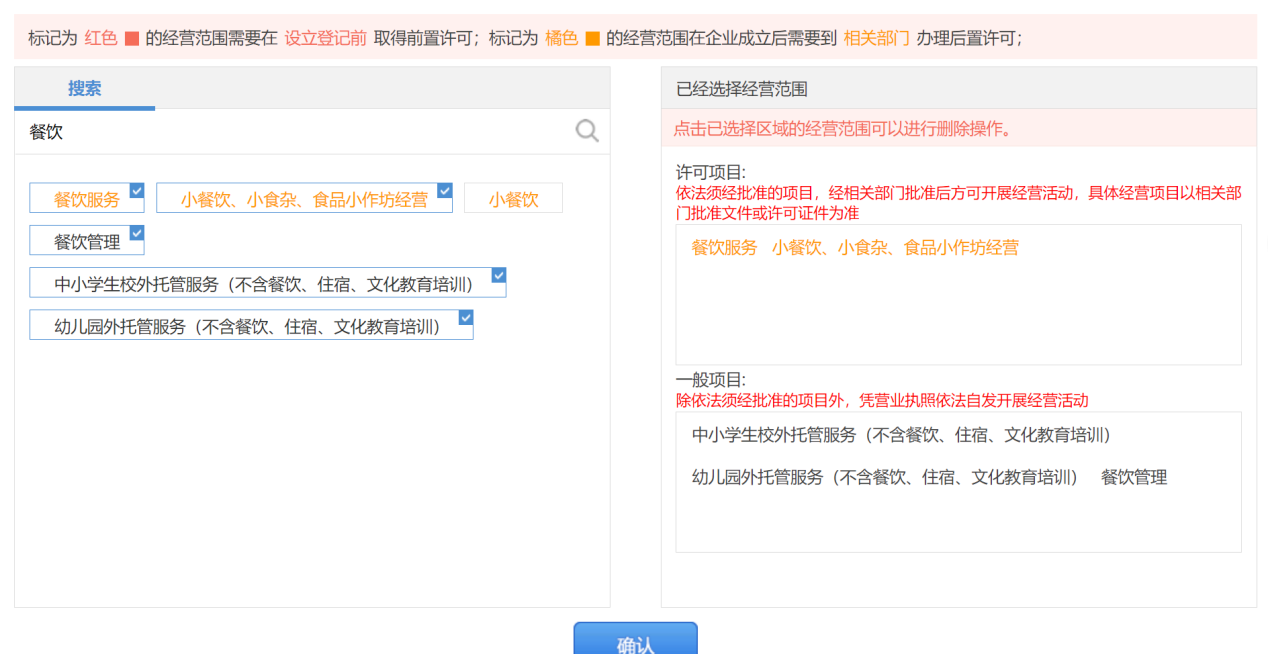 标记为 红色 的经营范围需要在 设立登记前 取得前置许可；标记为 橘色 的经营范围在企业成立后需要到 相关部门 办理后置许可；
搜索
餐饮
餐饮服务 小餐饮、小食杂、食品小作坊经营 小餐饮
餐饮管理
中小学生校外托管服务（不含餐饮、住宿、文化教育培训）
幼儿园外托管服务（不含餐饮、住宿、文化教育培训）
已经选择经营范围
点击已选择区域的经营范围可以进行删除操作。
许可项目:
依法须经批准的项目，经相关部门批准后方可开展经营活动，具体经营项目以相关部
门批准文件或许可证件为准
餐饮服务 小餐饮、小食杂、食品小作坊经营
一般项目:
除依法须经批准的项目外，凭营业执照依法自发开展经营活动
中小学生校外托管服务（不含餐饮、住宿、文化教育培训）
幼儿园外托管服务（不含餐饮、住宿、文化教育培训） 餐饮管理
确认